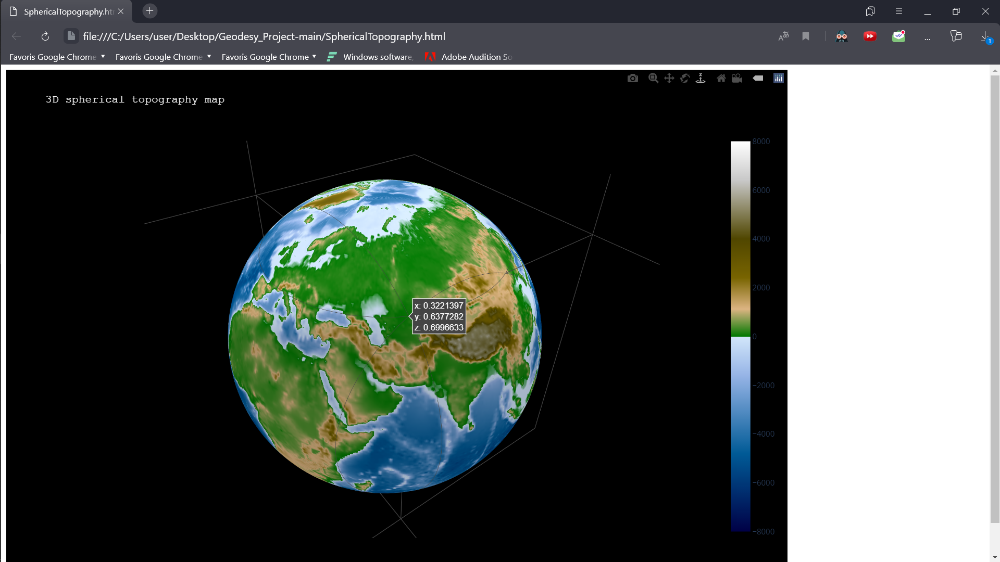 SphericalTopography.ht
file:///C:/Users/user/Desktop/Geodesy_Project-main/SphericalTopography.html
1
Favoris Google Chrome
Favoris Google Chrome
Favoris Google Chrome
Windows software,
Adobe Audition So
3D spherical topography map
x: 0.3221397
y: 0.6377282
z: 0.6996633
8000
6000
4000
2000
0
−2000
−4000
−6000
−8000